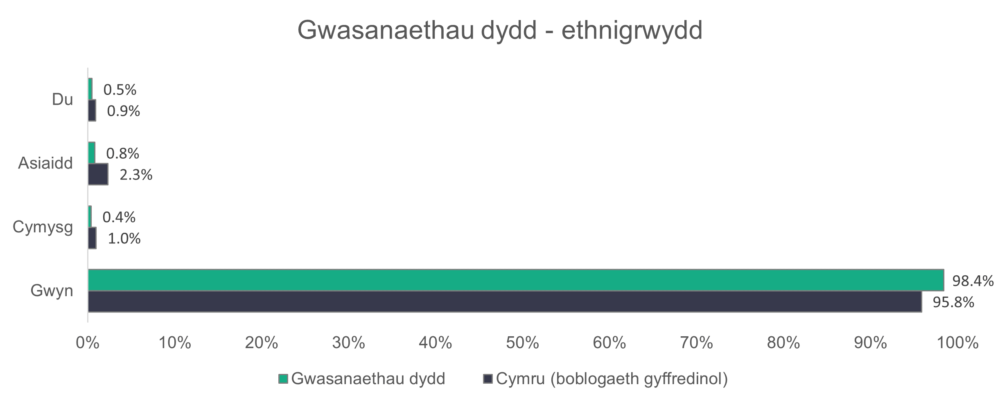 Gwasanaethau dydd - ethnigrwydd
Du
0.5%
0.9%
Asiaidd
0.8%
2.3%
Cymysg
0.4%
1.0%
Gwyn
98.4%
95.8%
0% 10% 20% 30% 40% 50% 60% 70% 80% 90% 100%
Gwasanaethau dydd Cymru (boblogaeth gyffredinol)